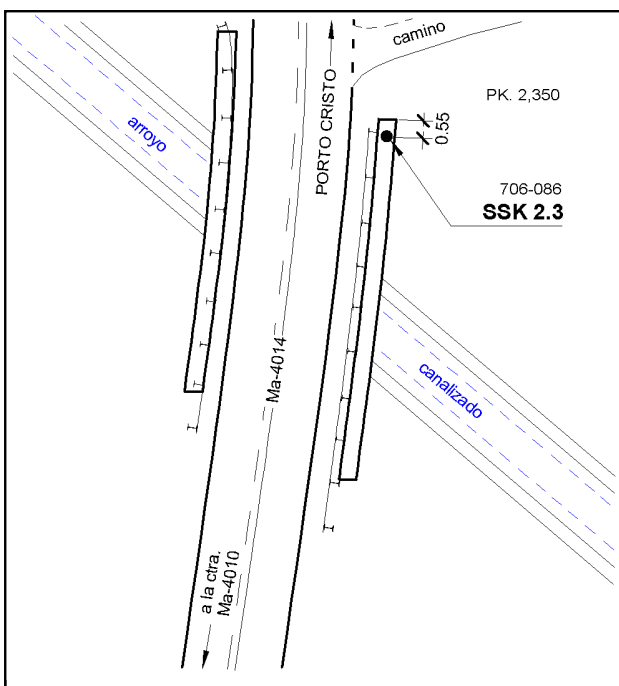 camino
PORTO CRISTO
PK. 2,350
0.55
arroyo
706-086
SSK 2.3
Ma-4014
canalizado
a la ctra.
Ma-4010